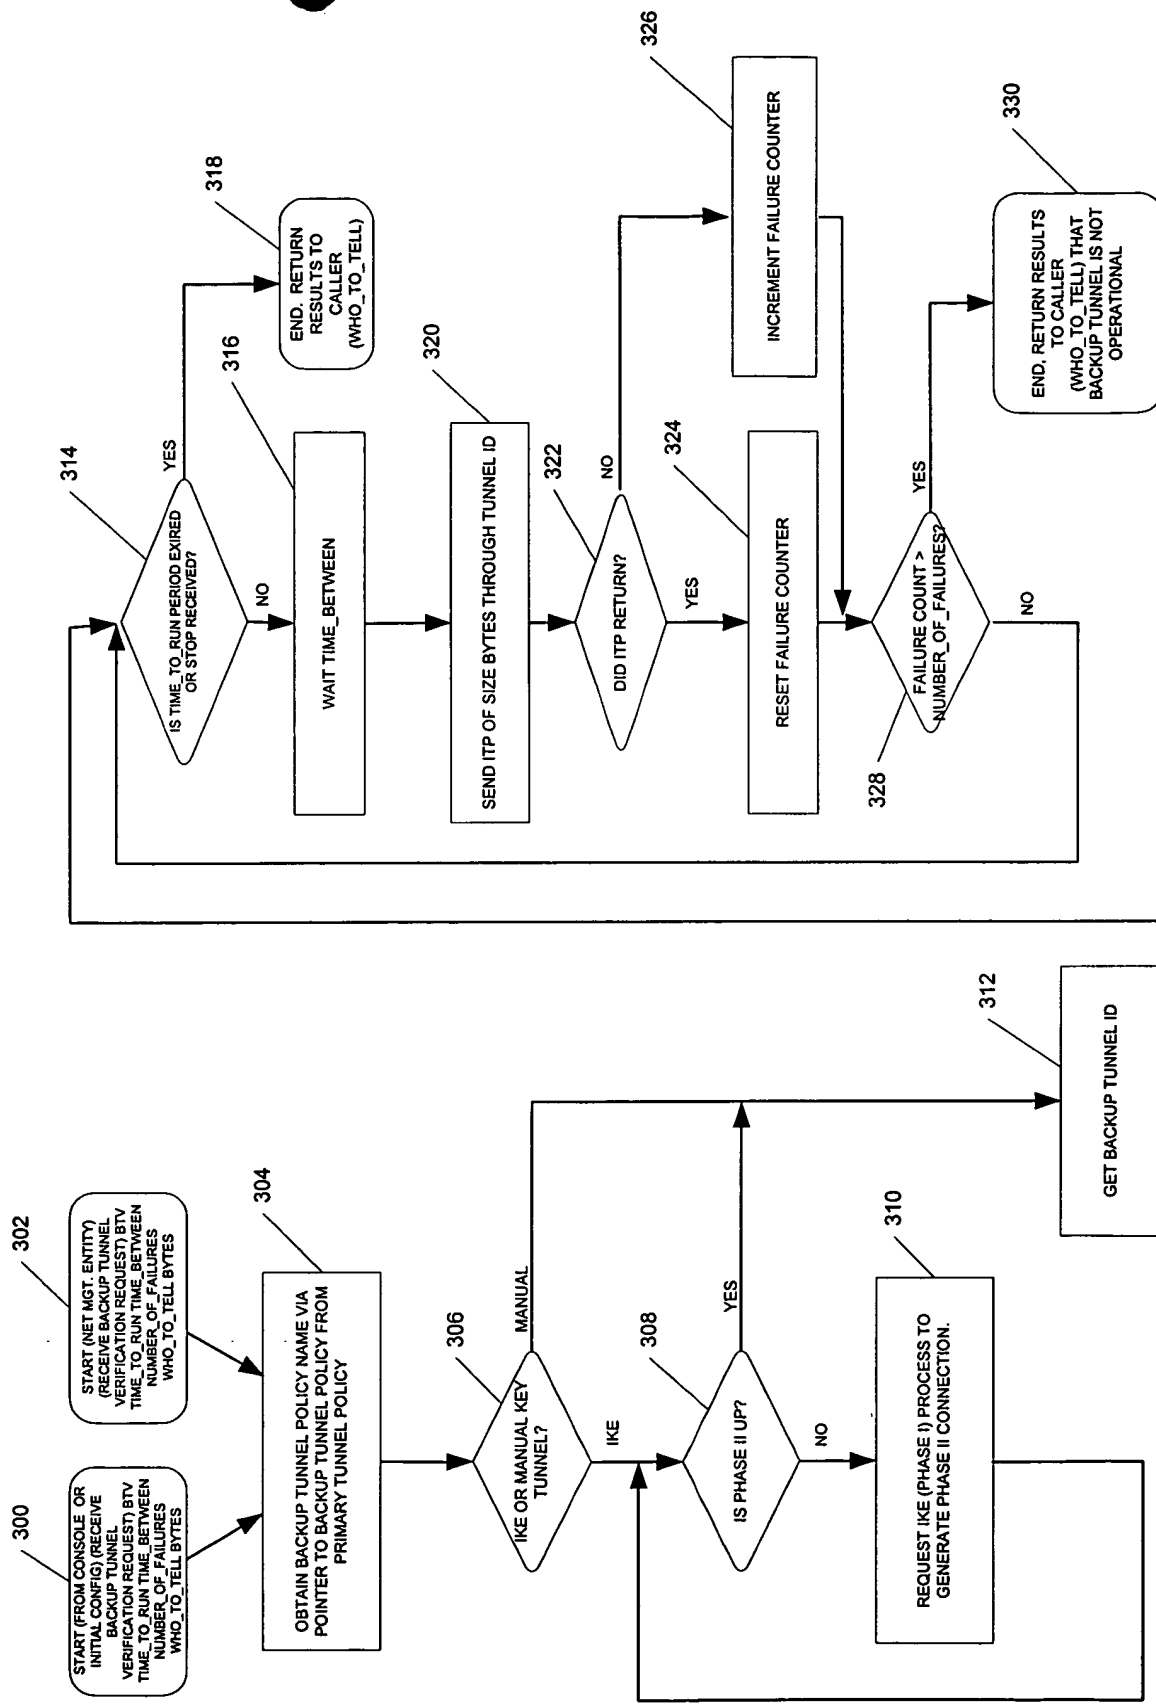 300
START (FROM CONSOLE OR
INITIAL CONFIG) (RECEIVE
BACKUP TUNNEL
VERIFICATION REQUEST) BTV
TIME_TO_RUN TIME_BETWEEN
NUMBER_OF_FAILURES
WHO_TO_TELL BYTES
302
START (NET MGT. ENTITY)
(RECEIVE BACKUP TUNNEL
VERIFICATION REQUEST) BTV
TIME_TO_RUN TIME_BETWEEN
NUMBER_OF_FAILURES
WHO_TO_TELL BYTES
304
OBTAIN BACKUP TUNNEL POLICY NAME VIA
POINTER TO BACKUP TUNNEL POLICY FROM
PRIMARY TUNNEL POLICY
306
IKE OR MANUAL KEY
TUNNEL?
MANUAL
IKE
308
IS PHASE II UP?
YES
NO
310
REQUEST IKE (PHASE I) PROCESS TO
GENERATE PHASE II CONNECTION.
312
GET BACKUP TUNNEL ID
314
IS TIME_TO_RUN PERIOD EXIRED
OR STOP RECEIVED?
YES
NO
318
END. RETURN
RESULTS TO
CALLER
(WHO_TO_TELL)
316
WAIT TIME_BETWEEN
320
SEND ITP OF SIZE BYTES THROUGH TUNNEL ID
322
DID ITP RETURN?
NO
YES
324
RESET FAILURE COUNTER
326
INCREMENT FAILURE COUNTER
328
FAILURE COUNT >
NUMBER_OF_FAILURES?
YES
NO
330
END, RETURN RESULTS
TO CALLER
(WHO_TO_TELL) THAT
BACKUP TUNNEL IS NOT
OPERATIONAL